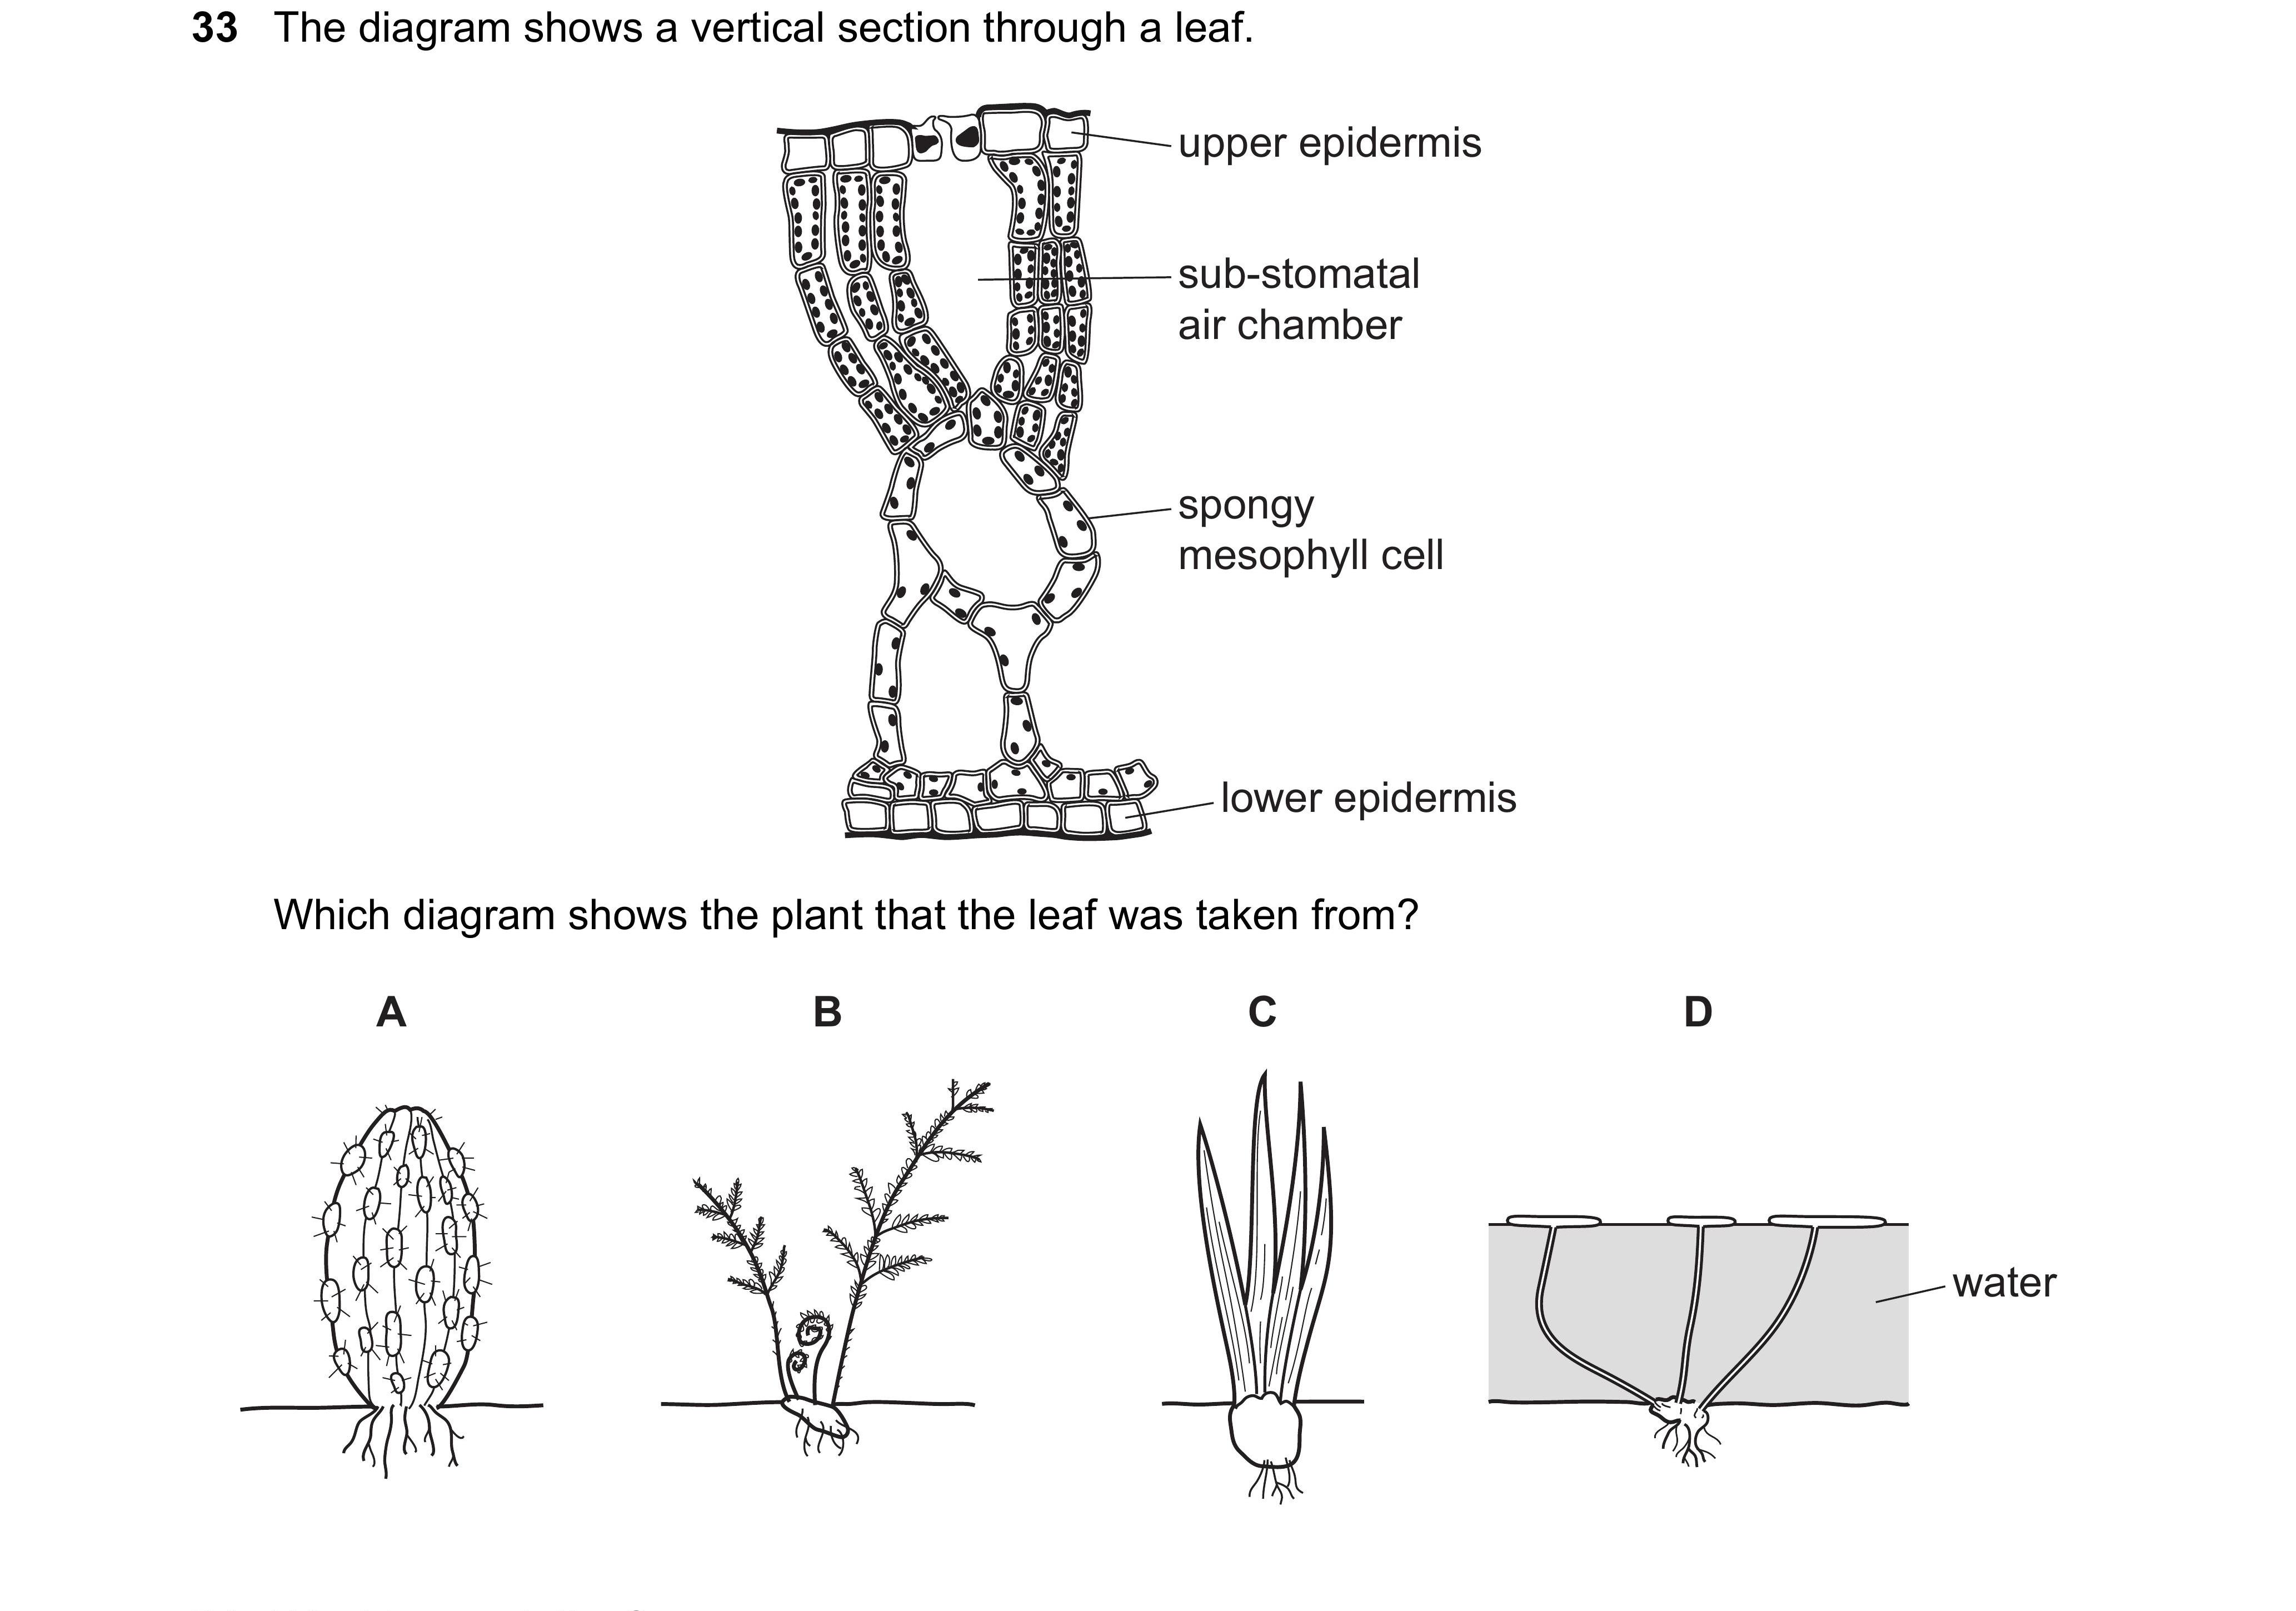 33 The diagram shows a vertical section through a leaf.
upper epidermis
sub-stomatal
air chamber
spongy
mesophyll cell
lower epidermis
Which diagram shows the plant that the leaf was taken from?
A B C D
water